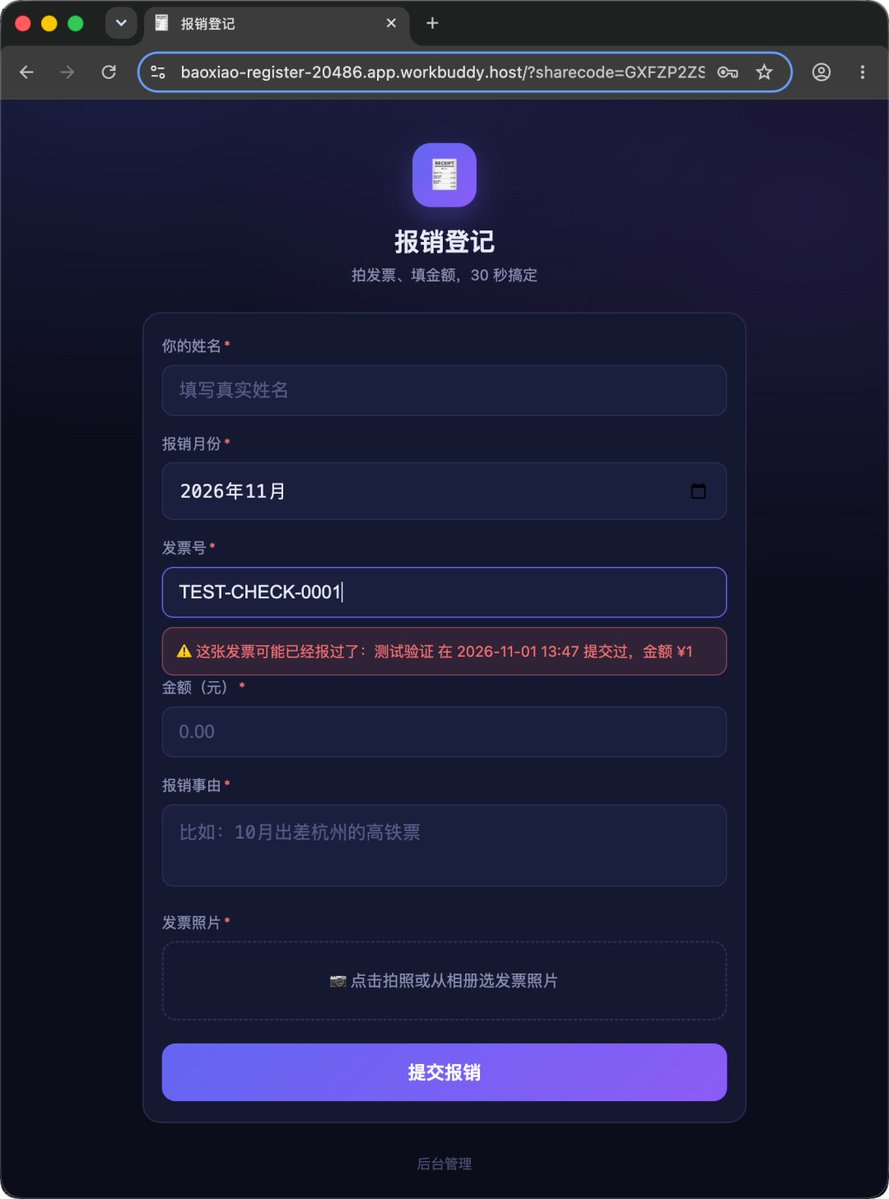 报销登记
baoxiao-register-20486.app.workbuddy.host/?sharecode=GXFZP2ZS
RECEIPT
报销登记
拍发票、填金额，30 秒搞定
你的姓名*
填写真实姓名
报销月份*
2026年11月
发票号*
TEST-CHECK-0001
⚠️ 这张发票可能已经报过了：测试验证 在 2026-11-01 13:47 提交过，金额 ¥1
金额（元）*
0.00
报销事由*
比如：10月出差杭州的高铁票
发票照片*
📷 点击拍照或从相册选发票照片
提交报销
后台管理